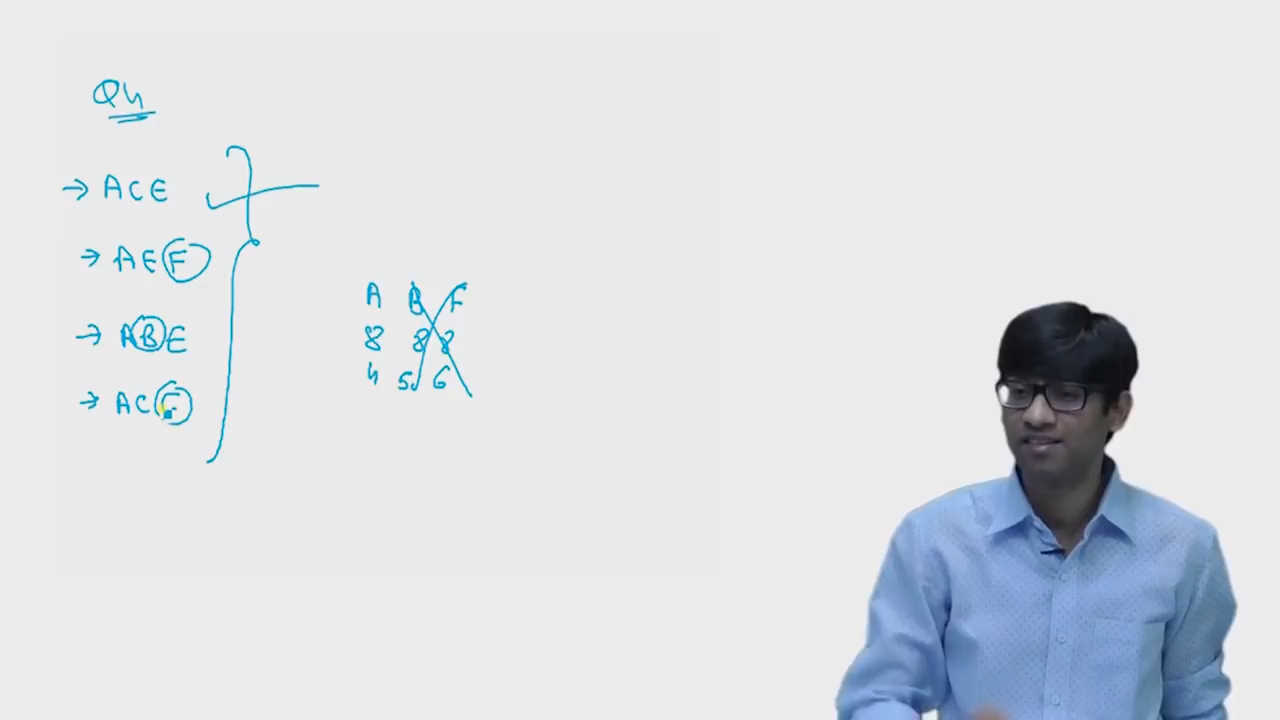 Q4
→ ACE
→ AEF
→ ABE
→ ACF
A B F
8 8 8
4 5 6